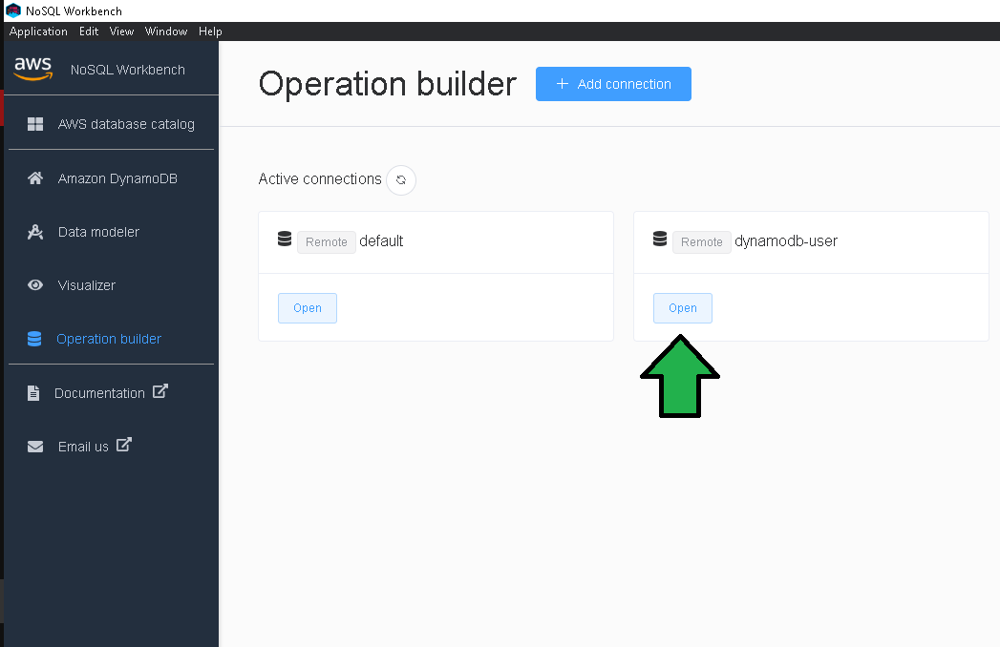 NoSQL Workbench
Application Edit View Window Help
aws NoSQL Workbench
AWS database catalog
Amazon DynamoDB
Data modeler
Visualizer
Operation builder
Documentation
Email us
Operation builder
Add connection
Active connections
Remote default
Open
Remote dynamodb-user
Open